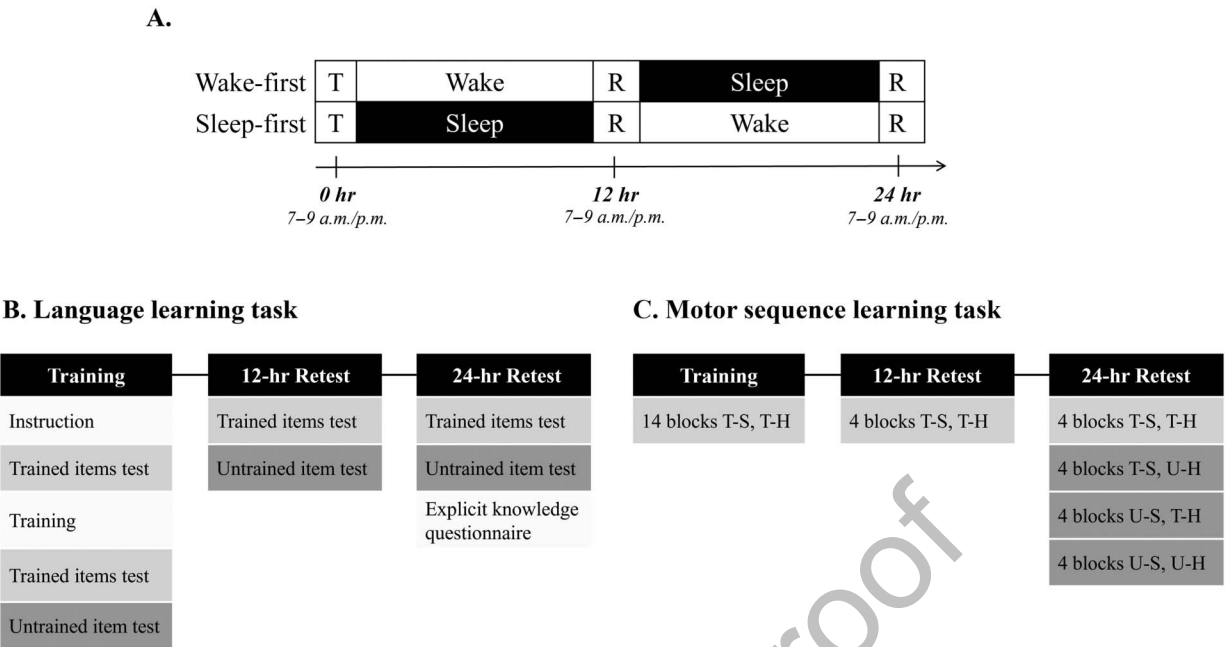 A.
Wake-first T Wake R Sleep R
Sleep-first T Sleep R Wake R
0 hr 12 hr 24 hr
7–9 a.m./p.m. 7–9 a.m./p.m. 7–9 a.m./p.m.
B. Language learning task
Training 12-hr Retest 24-hr Retest
Instruction Trained items test Trained items test
Trained items test Untrained item test Untrained item test
Training Explicit knowledge
questionnaire
Trained items test
Untrained item test
C. Motor sequence learning task
Training 12-hr Retest 24-hr Retest
14 blocks T-S, T-H 4 blocks T-S, T-H 4 blocks T-S, T-H
4 blocks T-S, U-H
4 blocks U-S, T-H
4 blocks U-S, U-H
roof